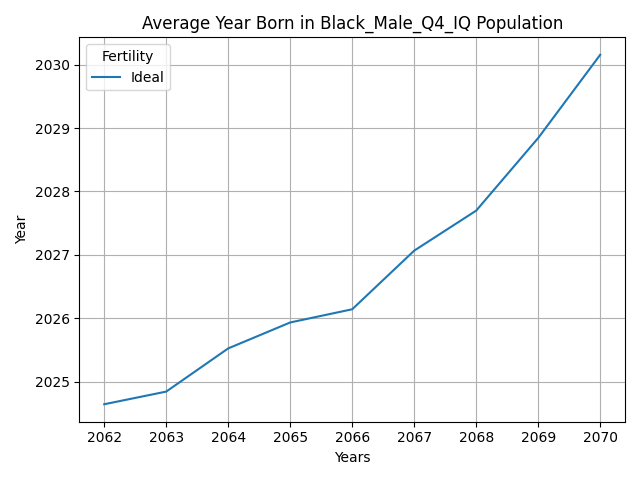 Average Year Born in Black_Male_Q4_IQ Population
Fertility
Ideal
2030
2029
2028
2027
2026
2025
Year
2062 2063 2064 2065 2066 2067 2068 2069 2070
Years